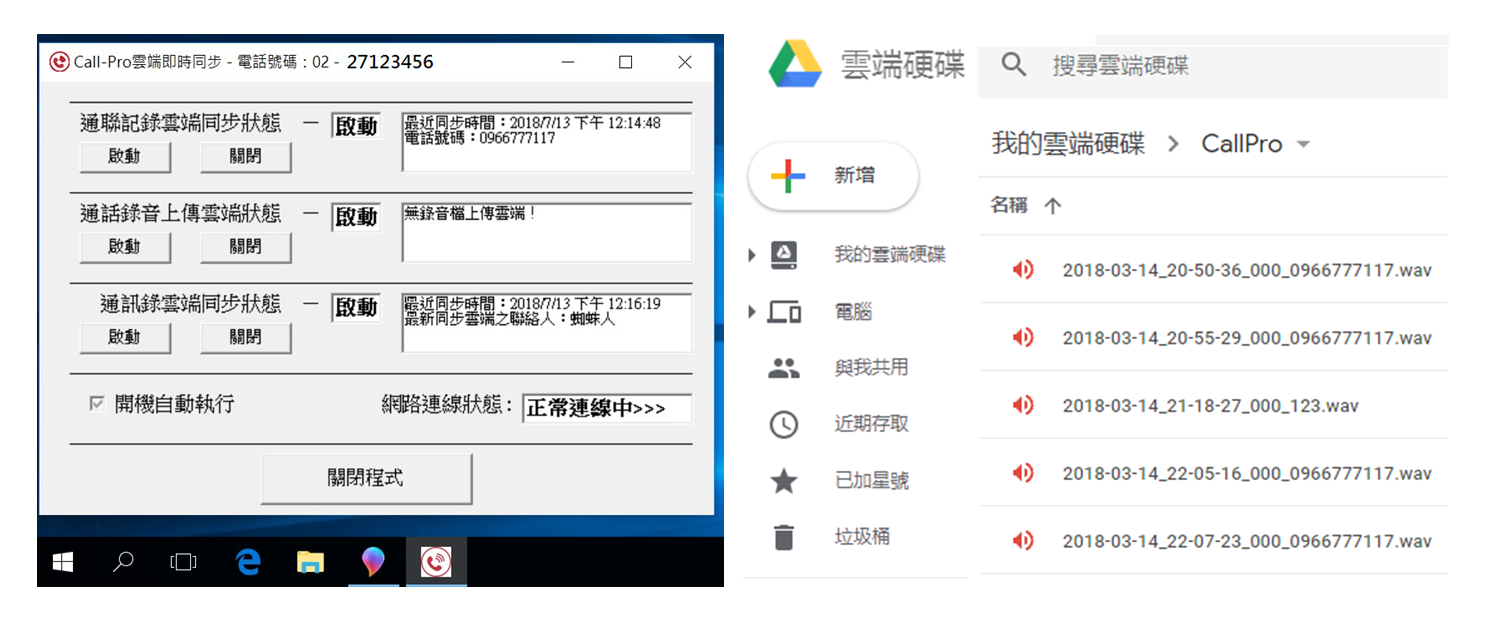 Call-Pro雲端即時同步 - 電話號碼：02 - 27123456
通聯記錄雲端同步狀態 － 啟動
啟動 關閉
最近同步時間：2018/7/13 下午 12:14:48
電話號碼：0966777117
通話錄音上傳雲端狀態 － 啟動
啟動 關閉
無錄音檔上傳雲端！
通訊錄雲端同步狀態 － 啟動
啟動 關閉
最近同步時間：2018/7/13 下午 12:16:19
最新同步雲端之聯絡人：蜘蛛人
開機自動執行
網路連線狀態：正常連線中>>>
關閉程式
雲端硬碟
搜尋雲端硬碟
新增
我的雲端硬碟
電腦
與我共用
近期存取
已加星號
垃圾桶
我的雲端硬碟 > CallPro
名稱 ↑
2018-03-14_20-50-36_000_0966777117.wav
2018-03-14_20-55-29_000_0966777117.wav
2018-03-14_21-18-27_000_123.wav
2018-03-14_22-05-16_000_0966777117.wav
2018-03-14_22-07-23_000_0966777117.wav